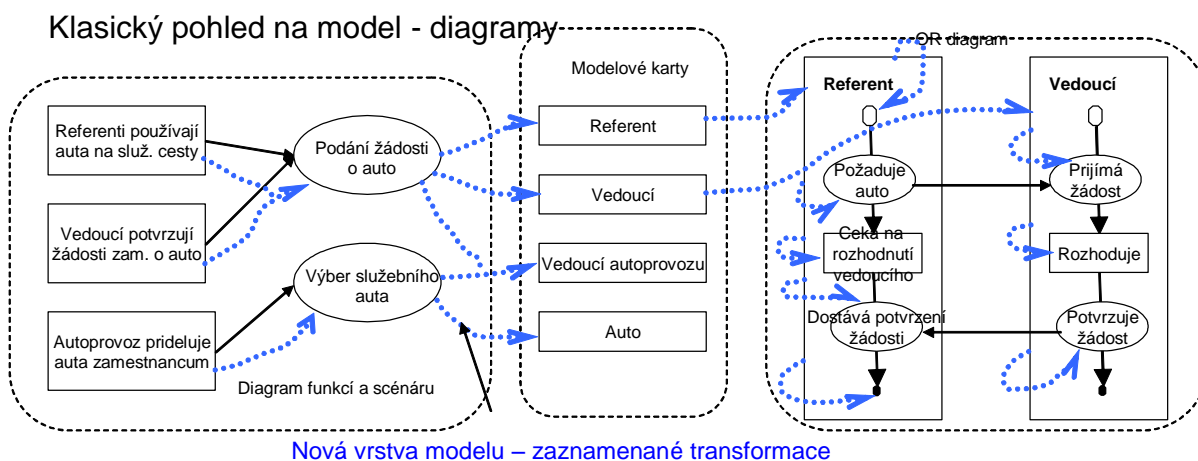 Klasický pohled na model - diagramy
Referenti používají
auta na služ. cesty
Vedoucí potvrzují
žádosti zam. o auto
Autoprovoz prideluje
auta zamestnancum
Podání žádosti
o auto
Výber služebního
auta
Diagram funkcí a scénáru
Modelové karty
Referent
Vedoucí
Vedoucí autoprovozu
Auto
OR diagram
Referent
Požaduje
auto
Ceká na
rozhodnutí
vedoucího
Dostává potvrzení
žádosti
Vedoucí
Prijímá
žádost
Rozhoduje
Potvrzuje
žádost
Nová vrstva modelu – zaznamenané transformace